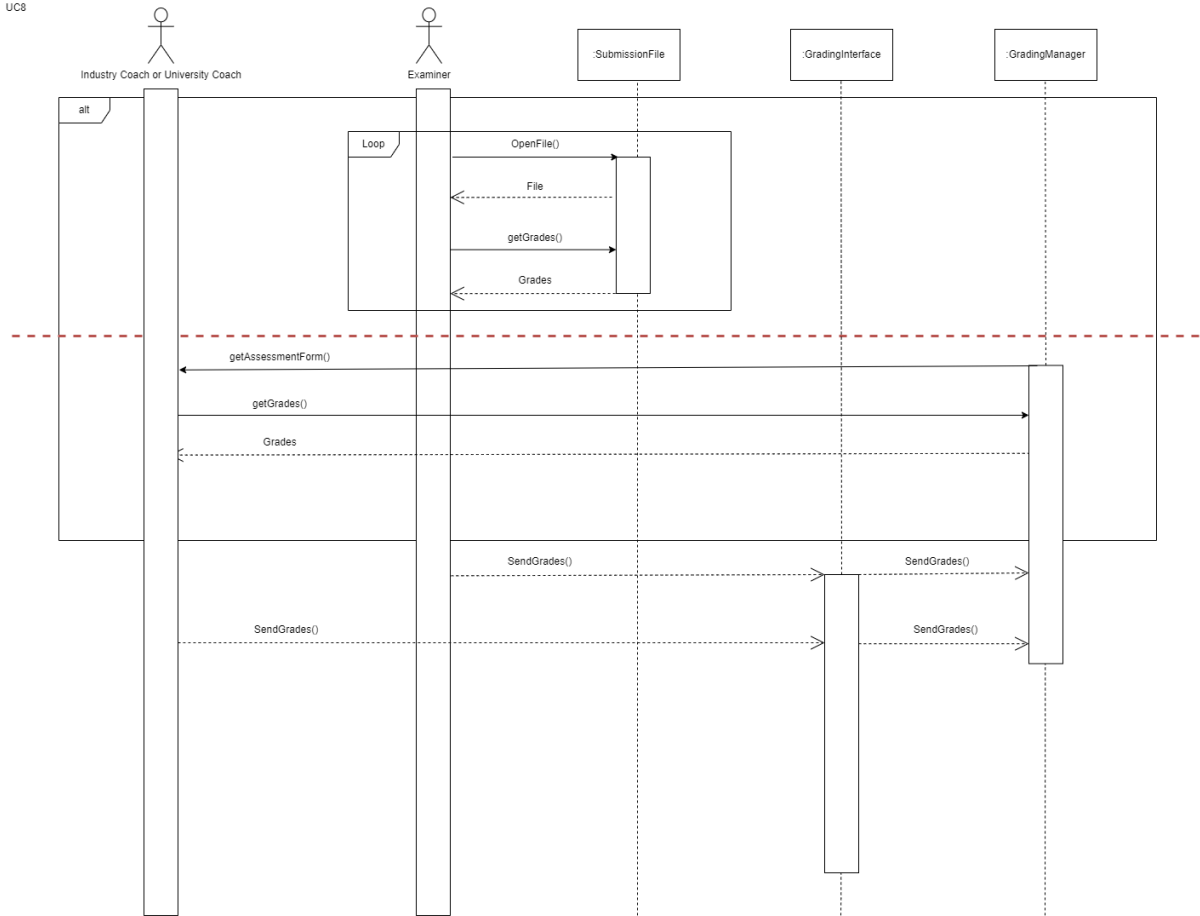 UC8
Industry Coach or University Coach
Examiner
:SubmissionFile
:GradingInterface
:GradingManager
alt
Loop
OpenFile()
File
getGrades()
Grades
getAssessmentForm()
getGrades()
Grades
SendGrades()
SendGrades()
SendGrades()
SendGrades()